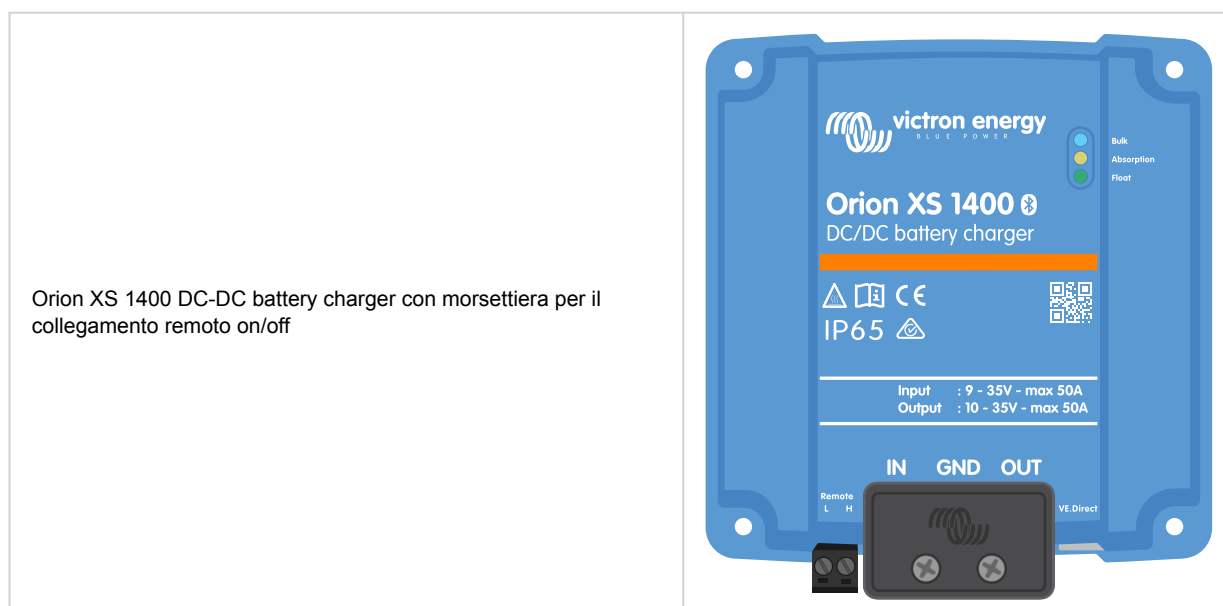 Orion XS 1400 DC-DC battery charger con morsettiera per il
collegamento remoto on/off
victron energy
BLUE POWER
Bulk
Absorption
Float
Orion XS 1400
DC/DC battery charger
CE
IP65
Input : 9 - 35V - max 50A
Output : 10 - 35V - max 50A
IN GND OUT
Remote
L H
VE.Direct